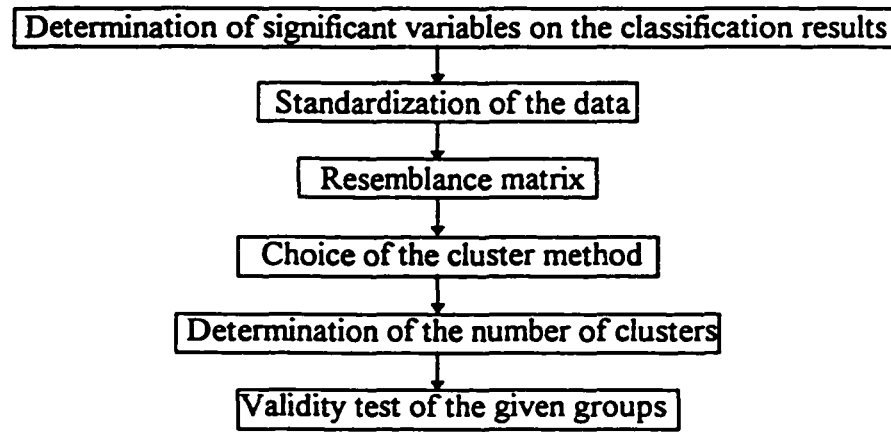 Determination of significant variables on the classification results
Standardization of the data
Resemblance matrix
Choice of the cluster method
Determination of the number of clusters
Validity test of the given groups